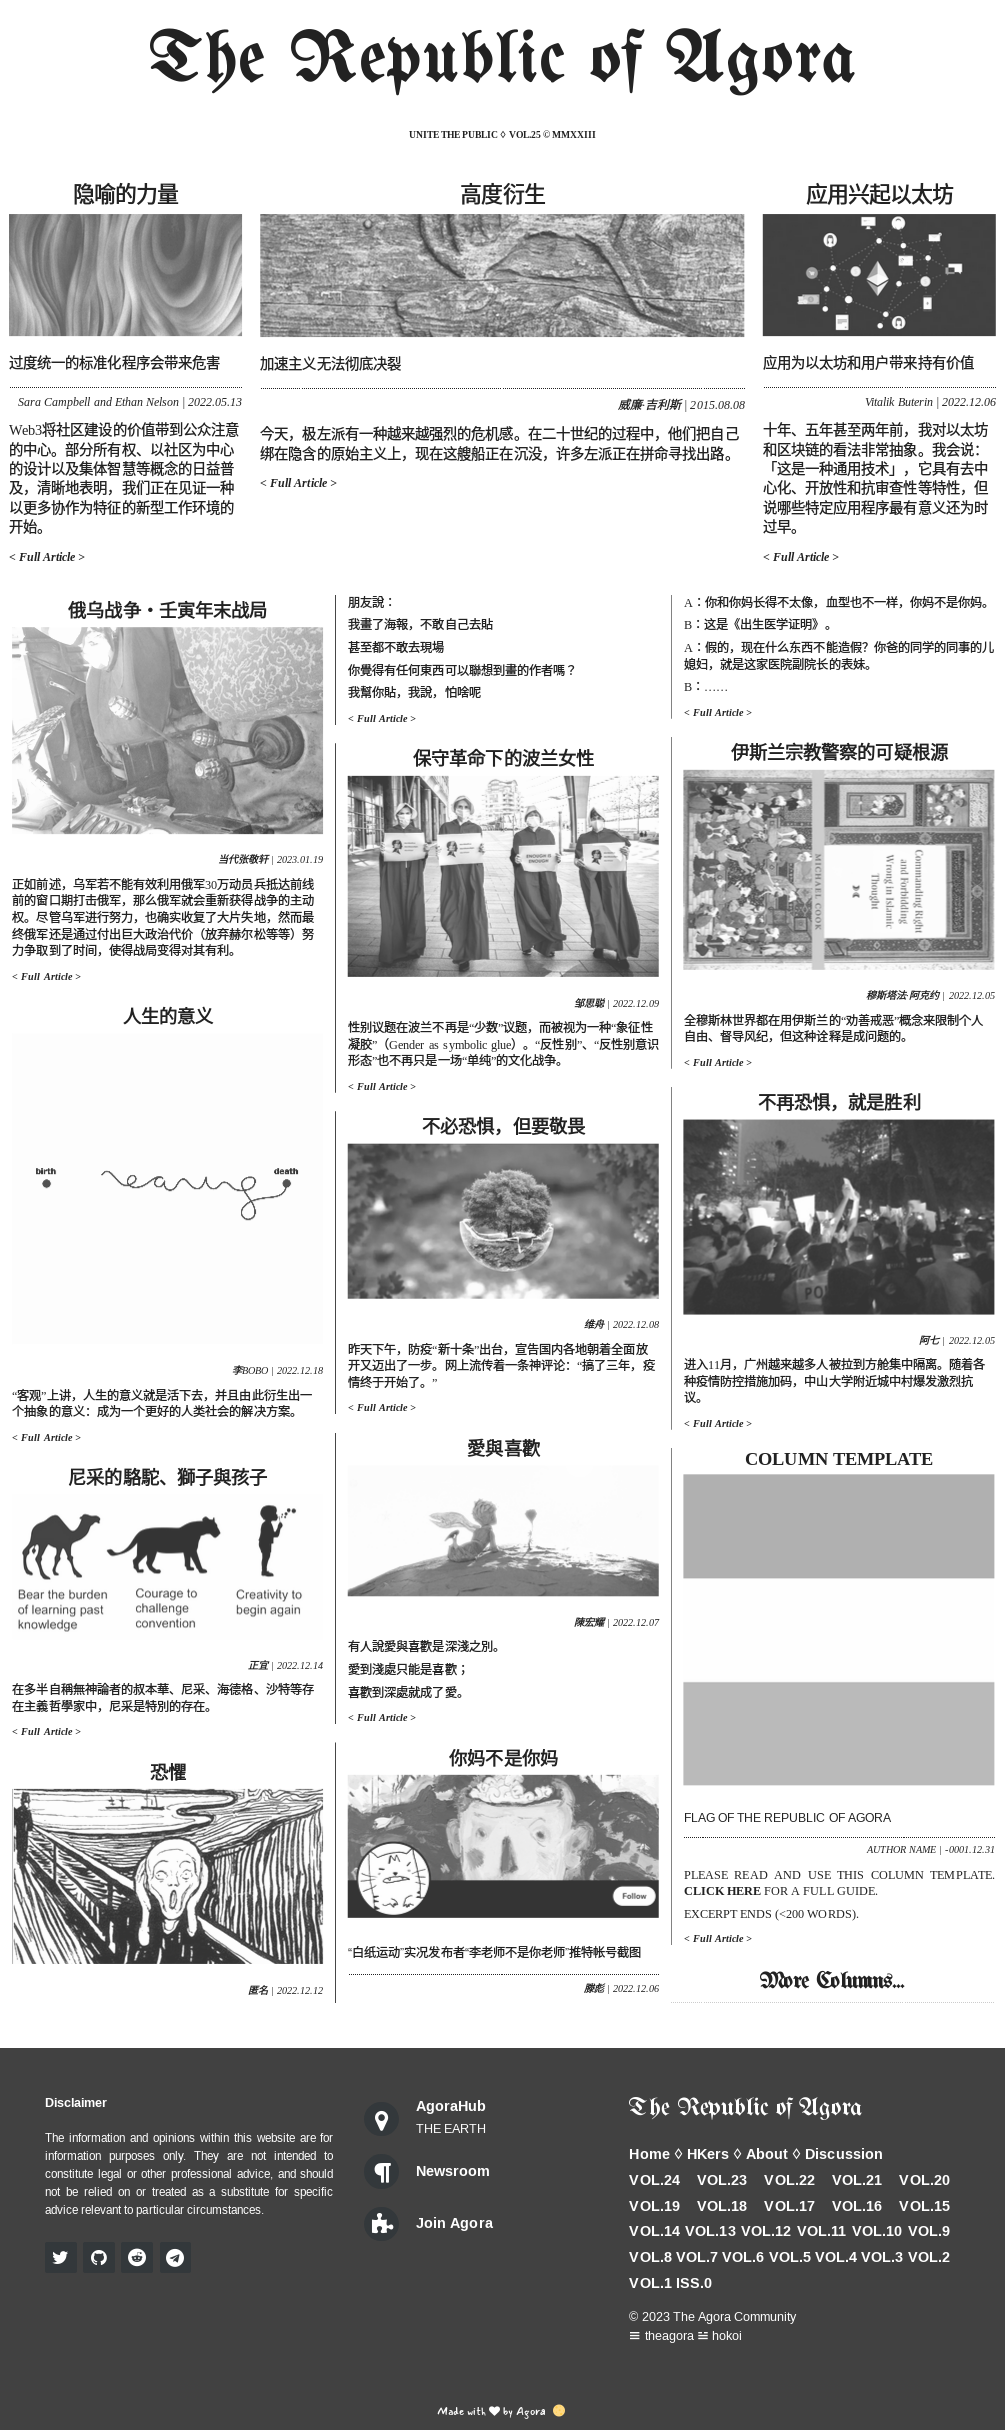 The Republic of Agora
UNITE THE PUBLIC ◊ VOL.25 © MMXXIII
隐喻的力量
过度统一的标准化程序会带来危害
Sara Campbell and Ethan Nelson | 2022.05.13
Web3将社区建设的价值带到公众注意
的中心。部分所有权、以社区为中心
的设计以及集体智慧等概念的日益普
及，清晰地表明，我们正在见证一种
以更多协作为特征的新型工作环境的
开始。
< Full Article >
高度衍生
加速主义无法彻底决裂
威廉·吉利斯 | 2015.08.08
今天，极左派有一种越来越强烈的危机感。在二十世纪的过程中，他们把自己
绑在隐含的原始主义上，现在这艘船正在沉没，许多左派正在拼命寻找出路。
< Full Article >
应用兴起以太坊
应用为以太坊和用户带来持有价值
Vitalik Buterin | 2022.12.06
十年、五年甚至两年前，我对以太坊
和区块链的看法非常抽象。我会说：
「这是一种通用技术」，它具有去中
心化、开放性和抗审查性等特性，但
说哪些特定应用程序最有意义还为时
过早。
< Full Article >
俄乌战争・壬寅年末战局
当代张敬轩 | 2023.01.19
正如前述，乌军若不能有效利用俄军30万动员兵抵达前线
前的窗口期打击俄军，那么俄军就会重新获得战争的主动
权。尽管乌军进行努力，也确实收复了大片失地，然而最
终俄军还是通过付出巨大政治代价（放弃赫尔松等等）努
力争取到了时间，使得战局变得对其有利。
< Full Article >
人生的意义
birth
death
李BOBO | 2022.12.18
“客观”上讲，人生的意义就是活下去，并且由此衍生出一
个抽象的意义：成为一个更好的人类社会的解决方案。
< Full Article >
尼采的駱駝、獅子與孩子
Bear the burden
of learning past
knowledge
Courage to
challenge
convention
Creativity to
begin again
正宜 | 2022.12.14
在多半自稱無神論者的叔本華、尼采、海德格、沙特等存
在主義哲學家中，尼采是特別的存在。
< Full Article >
恐懼
匿名 | 2022.12.12
朋友說：
我畫了海報，不敢自己去貼
甚至都不敢去現場
你覺得有任何東西可以聯想到畫的作者嗎？
我幫你貼，我說，怕啥呢
< Full Article >
保守革命下的波兰女性
ENOUGH IS
ENOUGH
邹思聪 | 2022.12.09
性别议题在波兰不再是“少数”议题，而被视为一种“象征性
凝胶”（Gender as symbolic glue）。“反性别”、“反性别意识
形态”也不再只是一场“单纯”的文化战争。
< Full Article >
不必恐惧，但要敬畏
维舟 | 2022.12.08
昨天下午，防疫“新十条”出台，宣告国内各地朝着全面放
开又迈出了一步。网上流传着一条神评论：“搞了三年，疫
情终于开始了。”
< Full Article >
愛與喜歡
陳宏耀 | 2022.12.07
有人說愛與喜歡是深淺之別。
愛到淺處只能是喜歡；
喜歡到深處就成了愛。
< Full Article >
你妈不是你妈
Follow
“白纸运动”实况发布者“李老师不是你老师”推特帐号截图
滕彪 | 2022.12.06
A：你和你妈长得不太像，血型也不一样，你妈不是你妈。
B：这是《出生医学证明》。
A：假的，现在什么东西不能造假？你爸的同学的同事的儿
媳妇，就是这家医院副院长的表妹。
B：……
< Full Article >
伊斯兰宗教警察的可疑根源
MICHAEL COOK
Commanding Right
and Forbidding
Wrong in Islamic
Thought
穆斯塔法·阿克约 | 2022.12.05
全穆斯林世界都在用伊斯兰的“劝善戒恶”概念来限制个人
自由、督导风纪，但这种诠释是成问题的。
< Full Article >
不再恐惧，就是胜利
阿七 | 2022.12.05
进入11月，广州越来越多人被拉到方舱集中隔离。随着各
种疫情防控措施加码，中山大学附近城中村爆发激烈抗
议。
< Full Article >
COLUMN TEMPLATE
FLAG OF THE REPUBLIC OF AGORA
AUTHOR NAME | -0001.12.31
PLEASE READ AND USE THIS COLUMN TEMPLATE.
CLICK HERE FOR A FULL GUIDE.
EXCERPT ENDS (<200 WORDS).
< Full Article >
More Columns...
Disclaimer
The information and opinions within this website are for
information purposes only. They are not intended to
constitute legal or other professional advice, and should
not be relied on or treated as a substitute for specific
advice relevant to particular circumstances.
AgoraHub
THE EARTH
Newsroom
Join Agora
The Republic of Agora
Home ◊ HKers ◊ About ◊ Discussion
VOL.24 VOL.23 VOL.22 VOL.21 VOL.20
VOL.19 VOL.18 VOL.17 VOL.16 VOL.15
VOL.14 VOL.13 VOL.12 VOL.11 VOL.10 VOL.9
VOL.8 VOL.7 VOL.6 VOL.5 VOL.4 VOL.3 VOL.2
VOL.1 ISS.0
© 2023 The Agora Community
𝌆 theagora 𝌡 hokoi
Made with ❤ by Agora